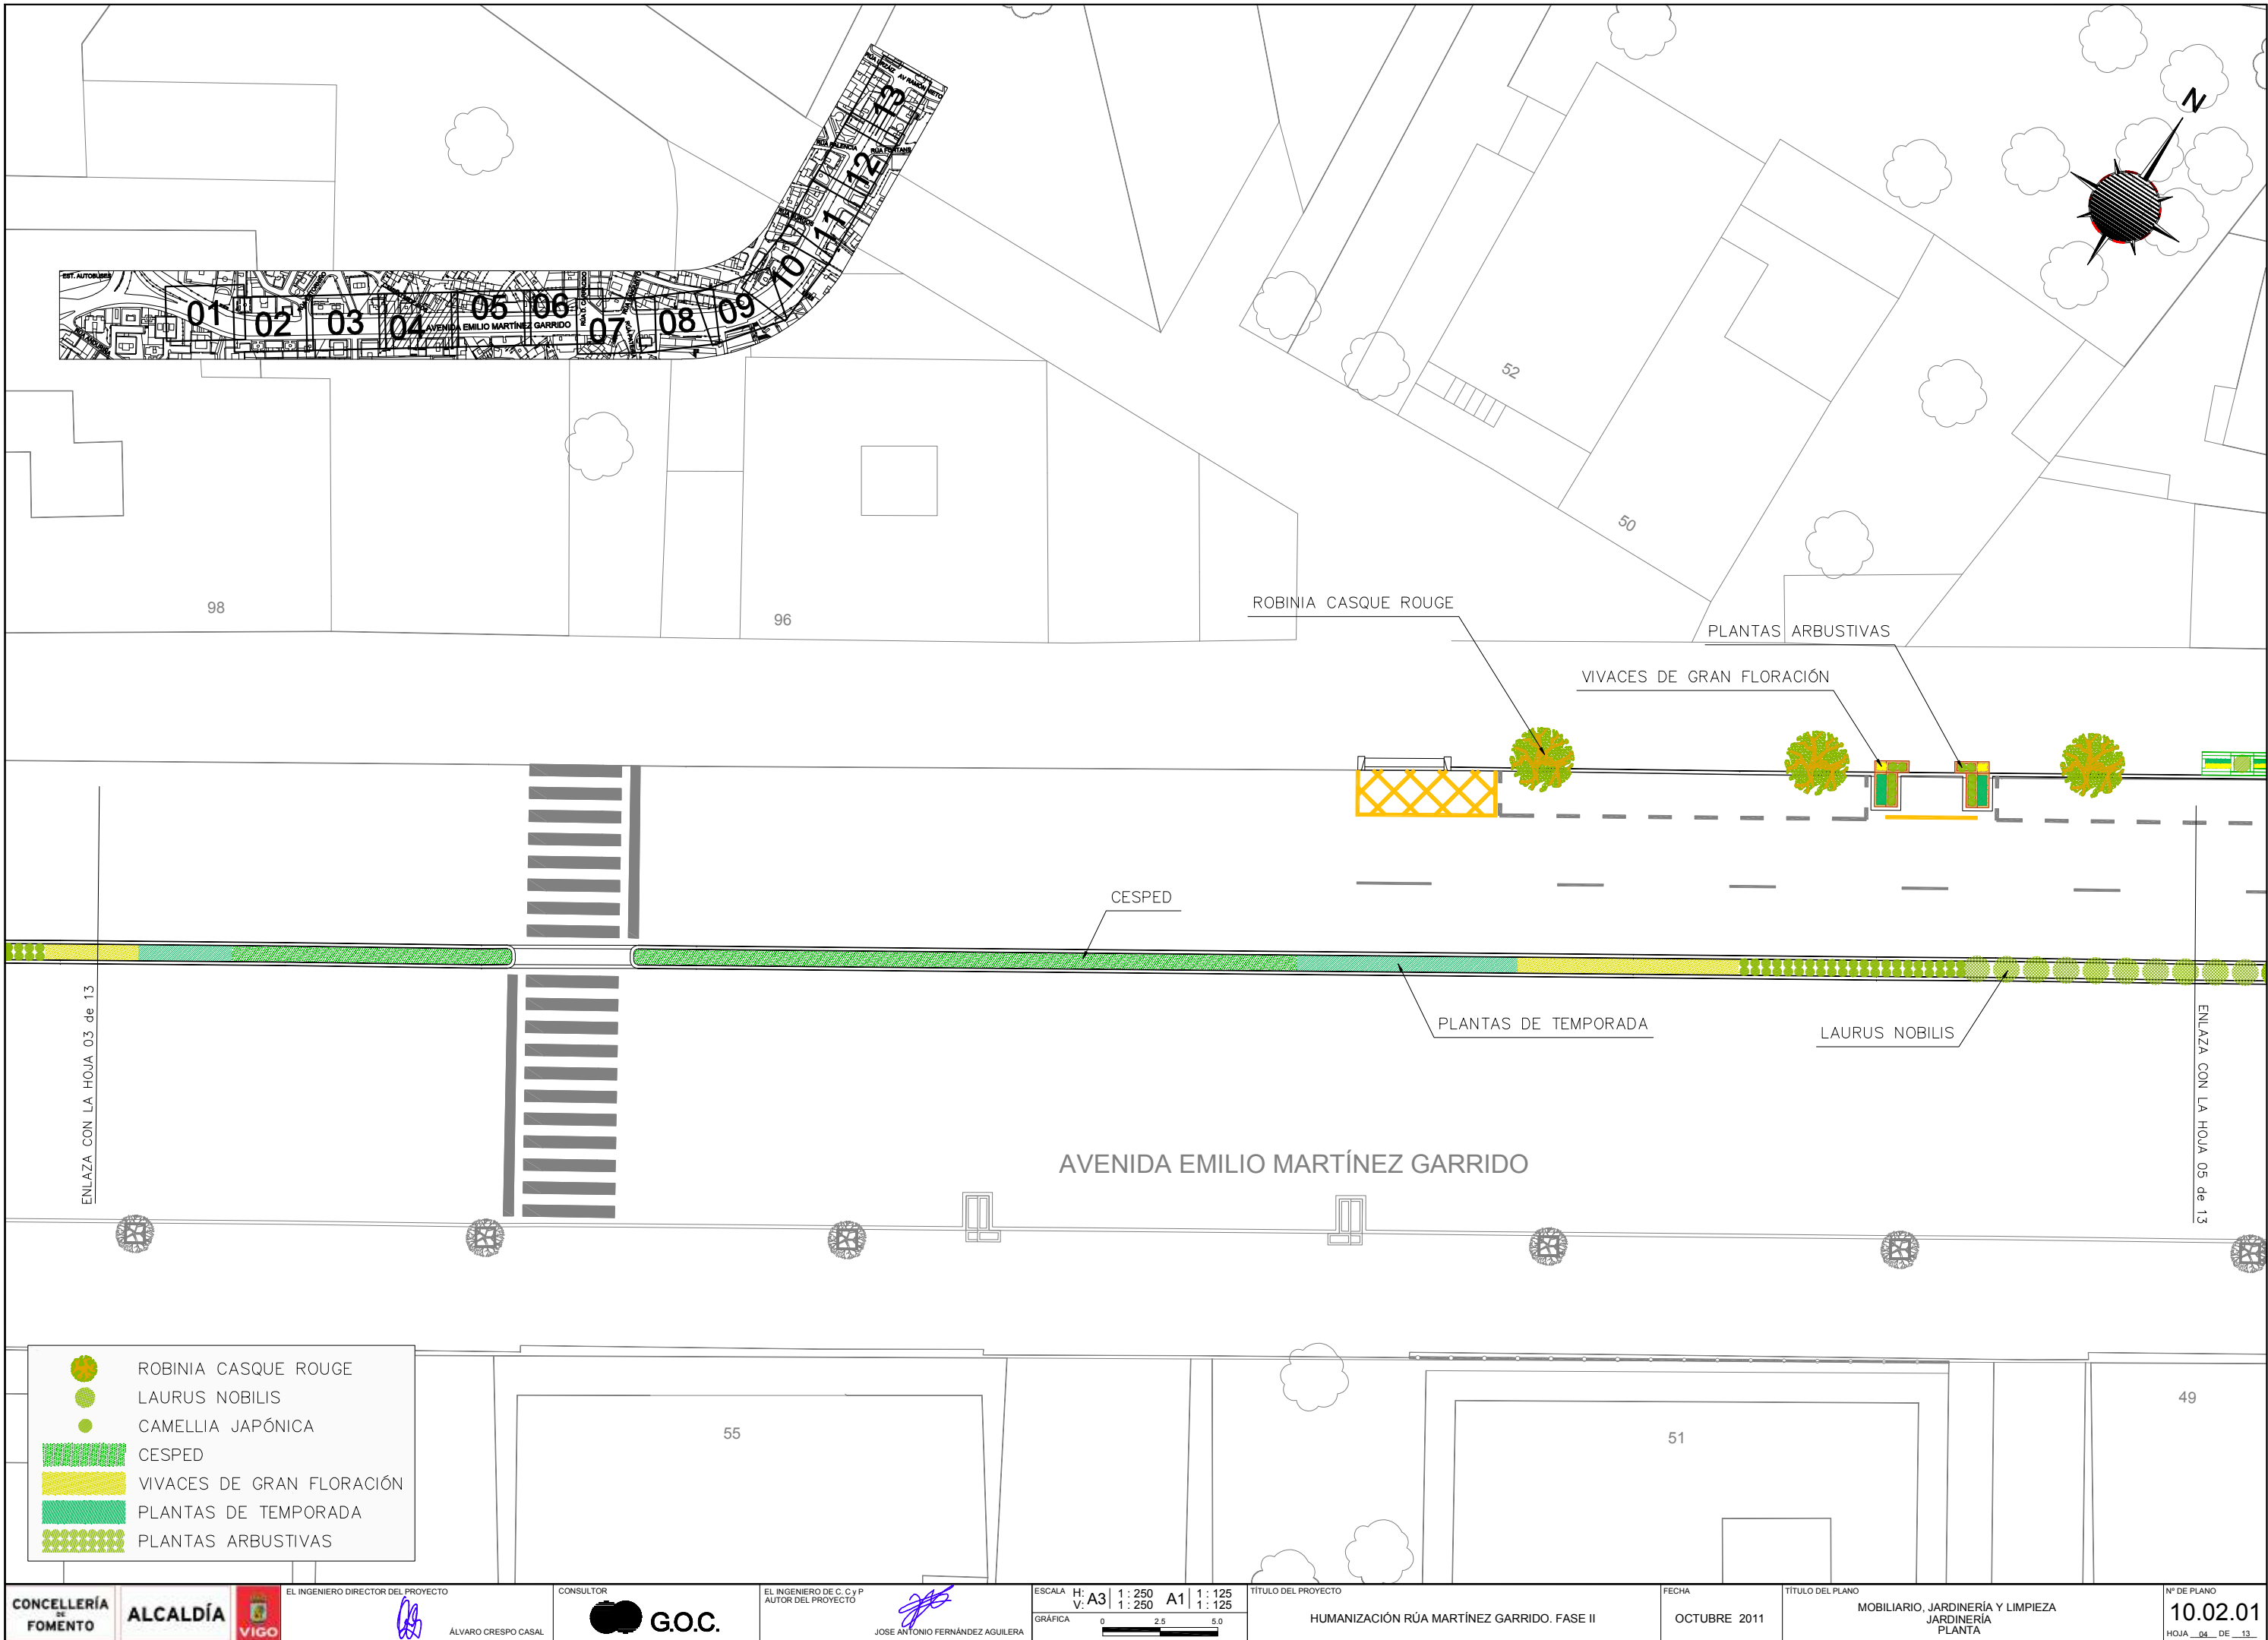 RÚA URZÁIZ
AV RAMÓN NIETO
13
RÚA PALENCIA
12
11
10
EST. AUTOBUSES
01
02
03
04
05
06
07
08
09
AVENIDA EMILIO MARTÍNEZ GARRIDO
N
52
50
98
96
ROBINIA CASQUE ROUGE
PLANTAS ARBUSTIVAS
VIVACES DE GRAN FLORACIÓN
CESPED
PLANTAS DE TEMPORADA
LAURUS NOBILIS
ENLAZA CON LA HOJA 03 de 13
ENLAZA CON LA HOJA 05 de 13
AVENIDA EMILIO MARTÍNEZ GARRIDO
ROBINIA CASQUE ROUGE
LAURUS NOBILIS
CAMELLIA JAPÓNICA
CESPED
VIVACES DE GRAN FLORACIÓN
PLANTAS DE TEMPORADA
PLANTAS ARBUSTIVAS
55
51
49
CONCELLERÍA
DE
FOMENTO
ALCALDÍA
VIGO
EL INGENIERO DIRECTOR DEL PROYECTO
ÁLVARO CRESPO CASAL
CONSULTOR
G.O.C.
EL INGENIERO DE C. C y P
AUTOR DEL PROYECTO
JOSE ANTONIO FERNÁNDEZ AGUILERA
ESCALA H: A3 1 : 250 A1 1 : 125
V: 1 : 250 1 : 125
GRÁFICA 0 2.5 5.0
TÍTULO DEL PROYECTO
HUMANIZACIÓN RÚA MARTÍNEZ GARRIDO. FASE II
FECHA
OCTUBRE 2011
TÍTULO DEL PLANO
MOBILIARIO, JARDINERÍA Y LIMPIEZA
JARDINERÍA
PLANTA
Nº DE PLANO
10.02.01
HOJA 04 DE 13